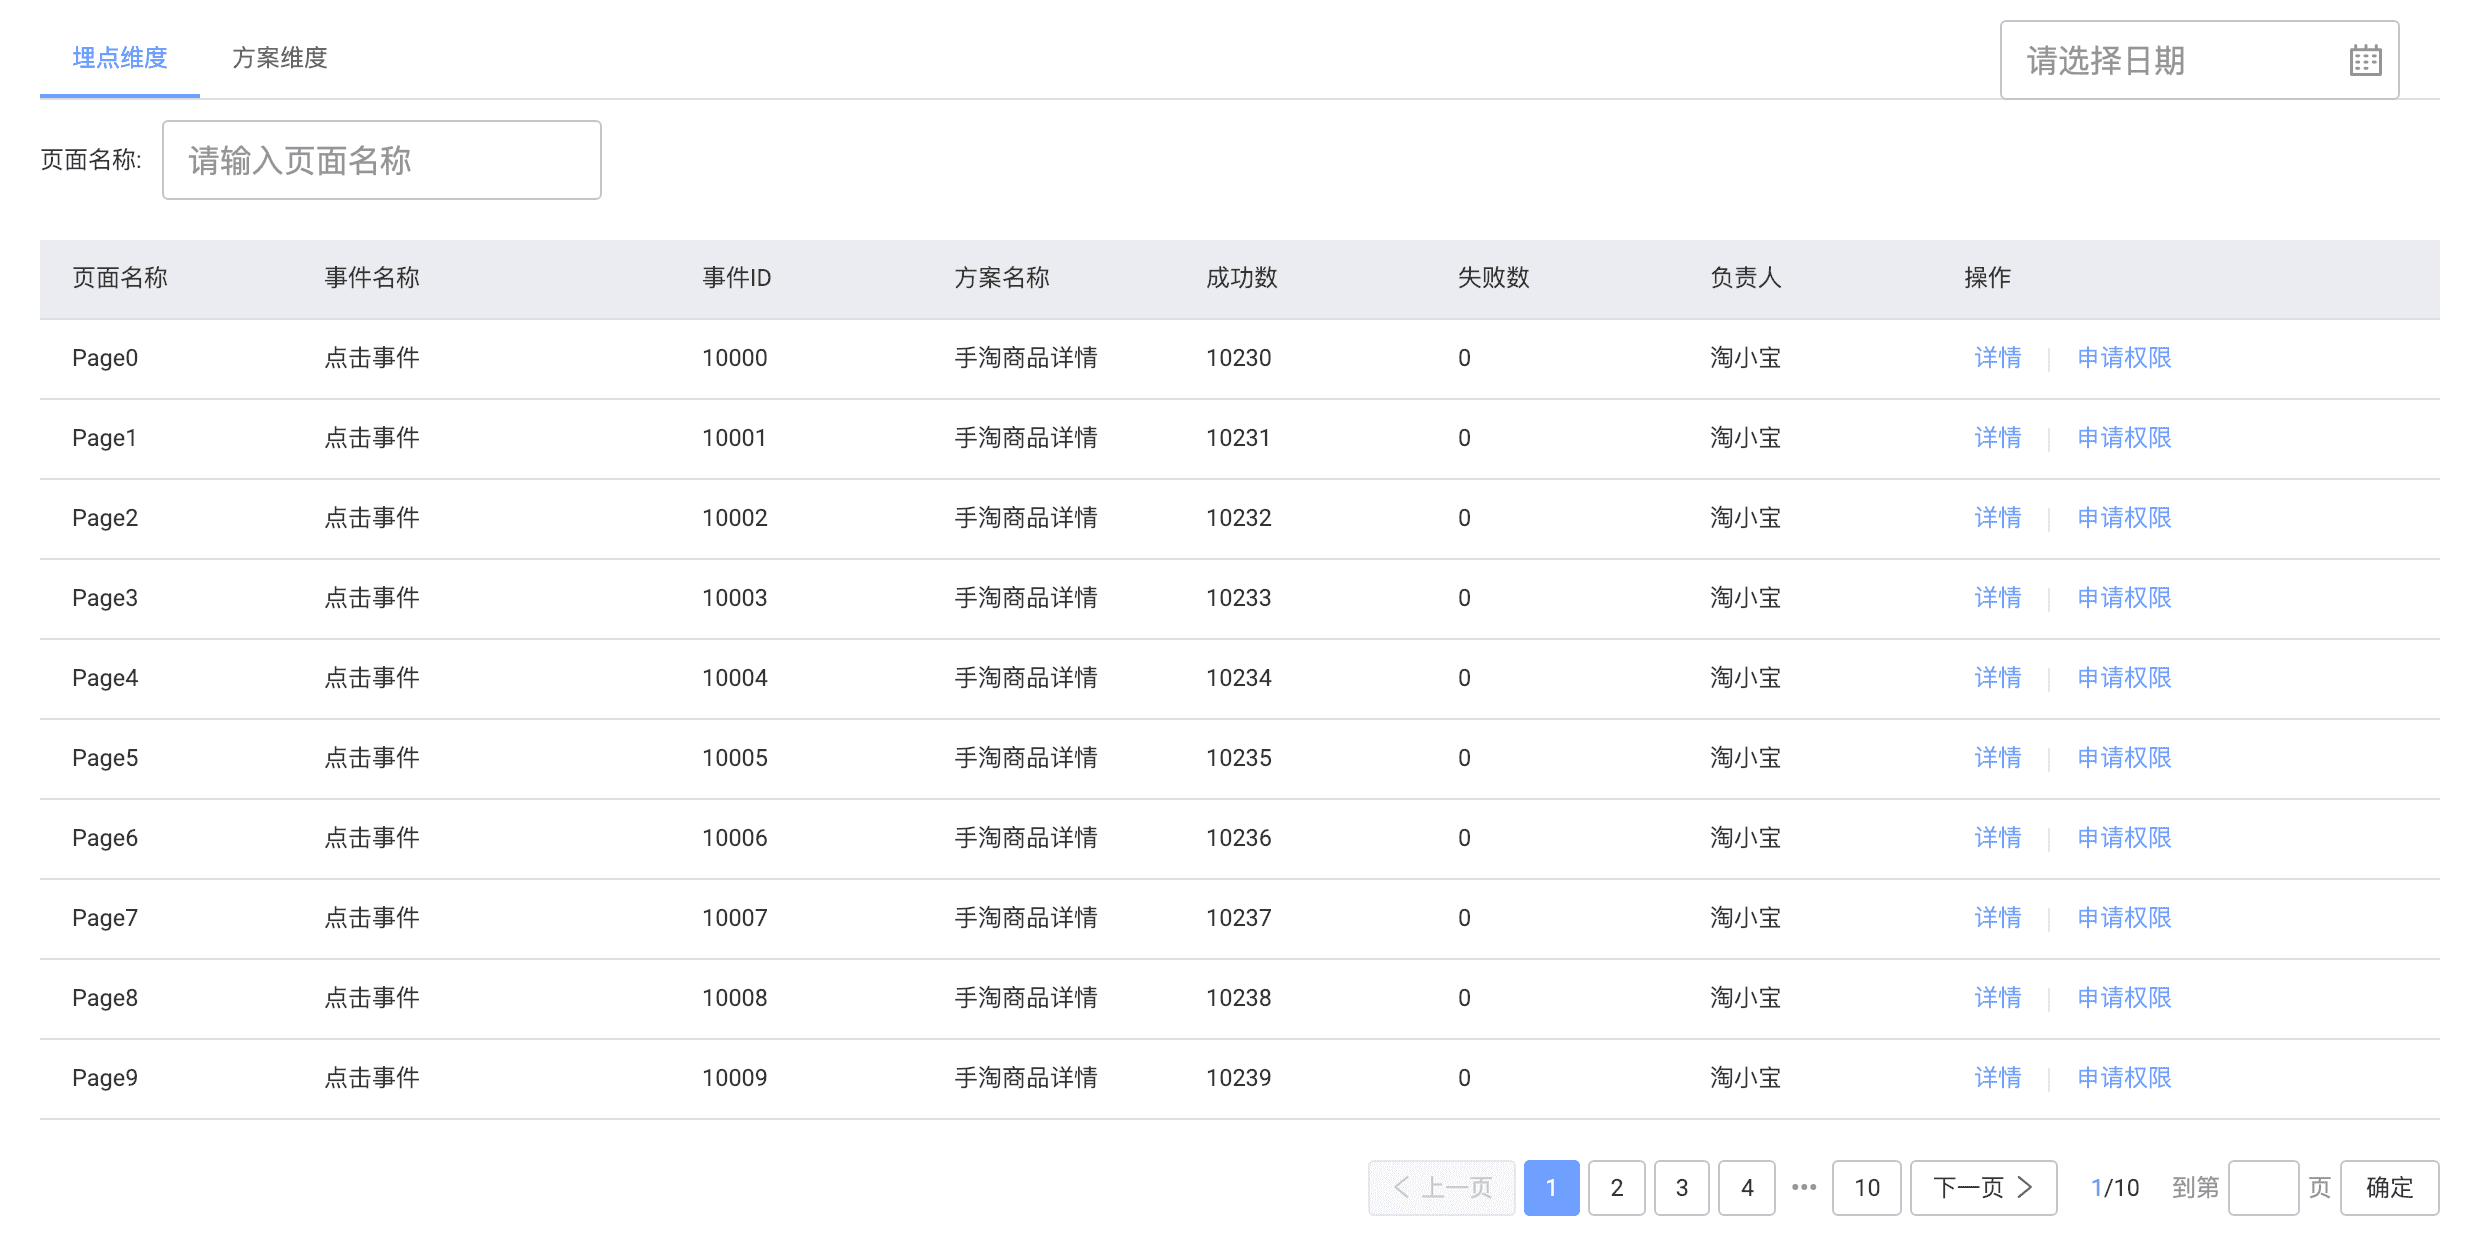 埋点维度 方案维度 请选择日期
页面名称: 请输入页面名称
页面名称 事件名称 事件ID 方案名称 成功数 失败数 负责人 操作
Page0 点击事件 10000 手淘商品详情 10230 0 淘小宝 详情 申请权限
Page1 点击事件 10001 手淘商品详情 10231 0 淘小宝 详情 申请权限
Page2 点击事件 10002 手淘商品详情 10232 0 淘小宝 详情 申请权限
Page3 点击事件 10003 手淘商品详情 10233 0 淘小宝 详情 申请权限
Page4 点击事件 10004 手淘商品详情 10234 0 淘小宝 详情 申请权限
Page5 点击事件 10005 手淘商品详情 10235 0 淘小宝 详情 申请权限
Page6 点击事件 10006 手淘商品详情 10236 0 淘小宝 详情 申请权限
Page7 点击事件 10007 手淘商品详情 10237 0 淘小宝 详情 申请权限
Page8 点击事件 10008 手淘商品详情 10238 0 淘小宝 详情 申请权限
Page9 点击事件 10009 手淘商品详情 10239 0 淘小宝 详情 申请权限
上一页 1 2 3 4 ••• 10 下一页 1/10 到第 页 确定